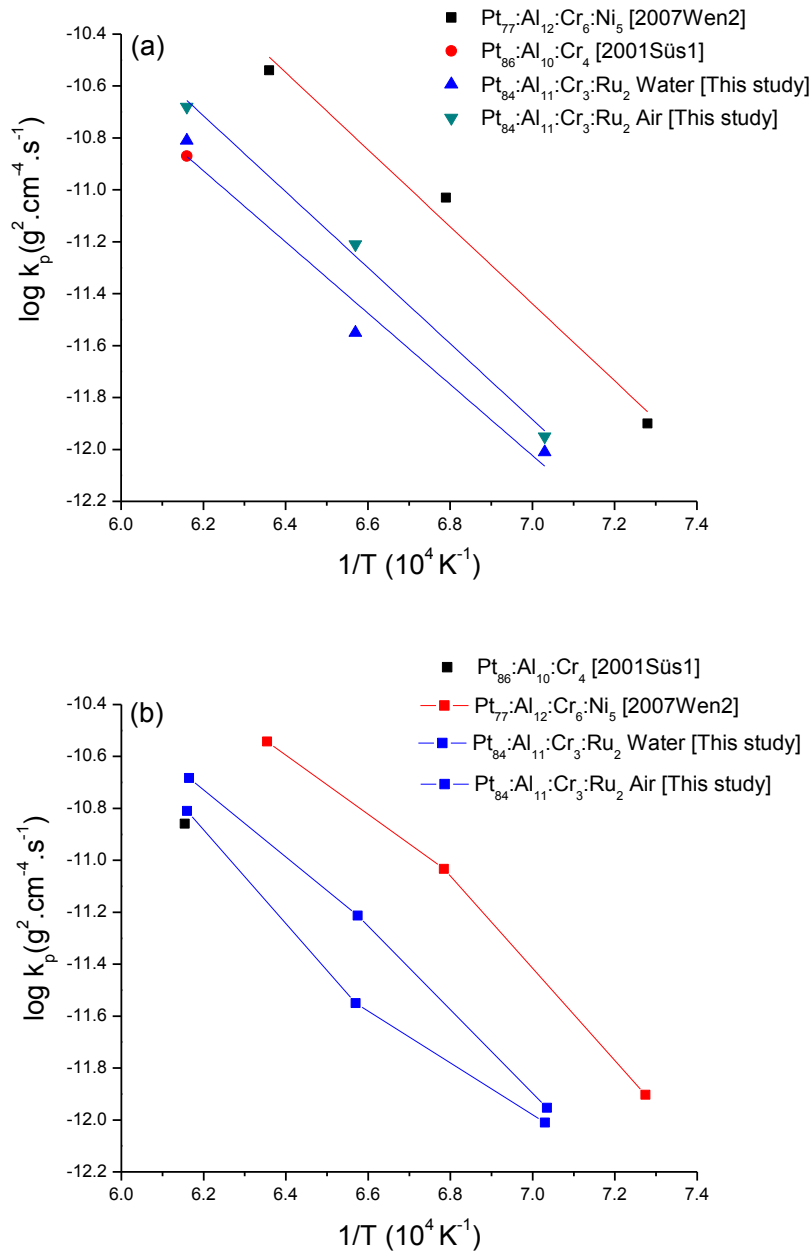 (a)
Pt77:Al12:Cr6:Ni5 [2007Wen2]
Pt86:Al10:Cr4 [2001Süs1]
Pt84:Al11:Cr3:Ru2 Water [This study]
Pt84:Al11:Cr3:Ru2 Air [This study]
log kp(g2.cm-4.s-1)
-10.4
-10.6
-10.8
-11.0
-11.2
-11.4
-11.6
-11.8
-12.0
-12.2
6.0 6.2 6.4 6.6 6.8 7.0 7.2 7.4
1/T (10^4 K-1)
(b)
Pt86:Al10:Cr4 [2001Süs1]
Pt77:Al12:Cr6:Ni5 [2007Wen2]
Pt84:Al11:Cr3:Ru2 Water [This study]
Pt84:Al11:Cr3:Ru2 Air [This study]
log kp(g2.cm-4.s-1)
-10.4
-10.6
-10.8
-11.0
-11.2
-11.4
-11.6
-11.8
-12.0
-12.2
6.0 6.2 6.4 6.6 6.8 7.0 7.2 7.4
1/T (10^4 K-1)